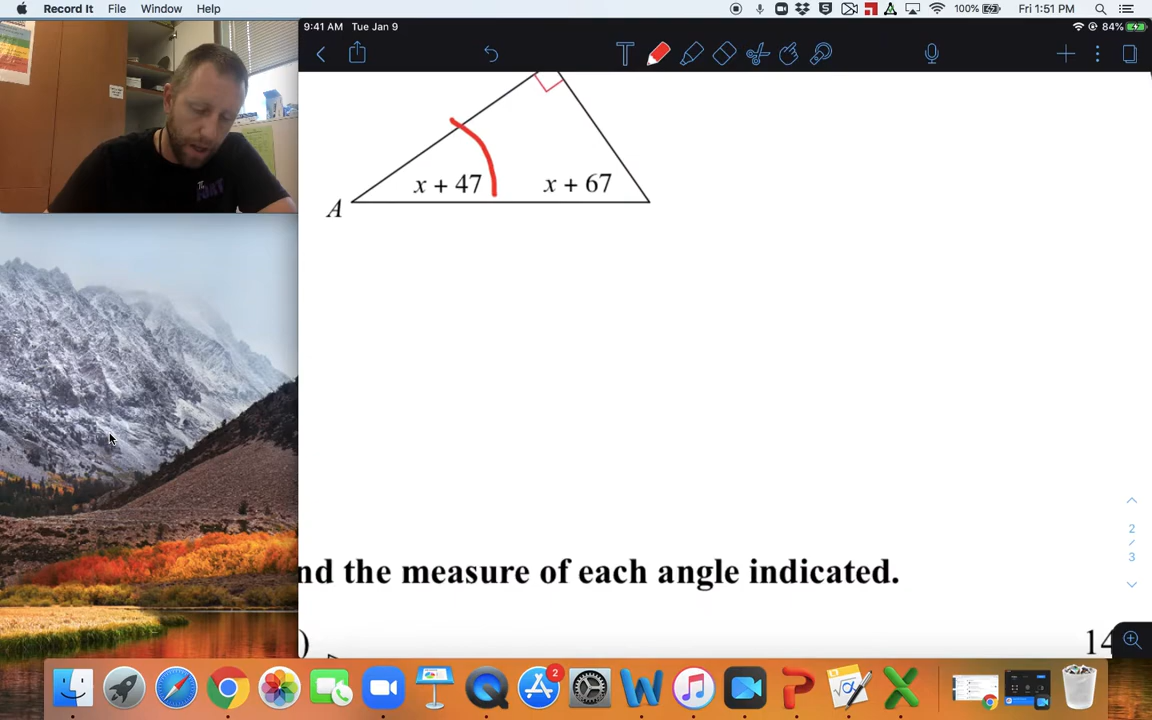 Record It File Window Help 100% Fri 1:51 PM
9:41 AM Tue Jan 9 84%
T
x + 47 x + 67
A
2
/
3
nd the measure of each angle indicated.
) 14
2